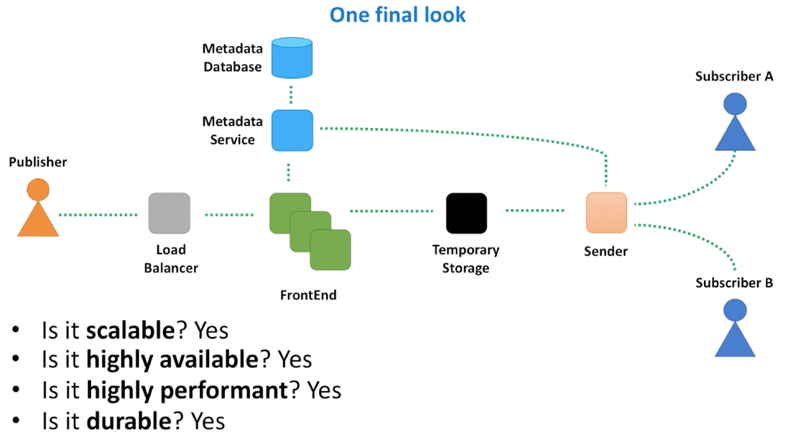 One final look
Metadata
Database
Subscriber A
Metadata
Service
Publisher
Load
Balancer
FrontEnd
Temporary
Storage
Sender
Subscriber B
• Is it scalable? Yes
• Is it highly available? Yes
• Is it highly performant? Yes
• Is it durable? Yes